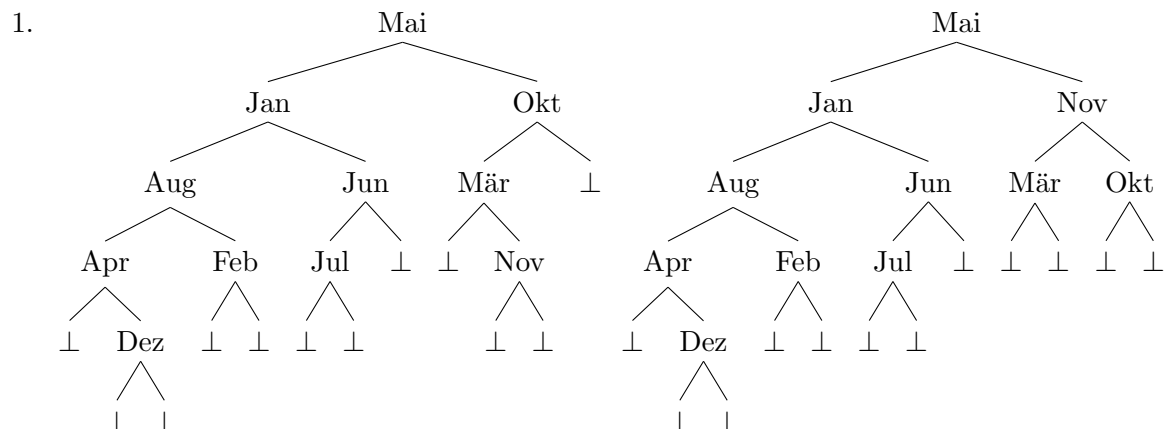 1. Mai Mai
Jan Okt Jan Nov
Aug Jun Mär ⊥ Aug Jun Mär Okt
Apr Feb Jul ⊥ ⊥ Nov Apr Feb Jul ⊥ ⊥ ⊥ ⊥ ⊥
⊥ Dez ⊥ ⊥ ⊥ ⊥ ⊥ ⊥ ⊥ Dez ⊥ ⊥ ⊥ ⊥